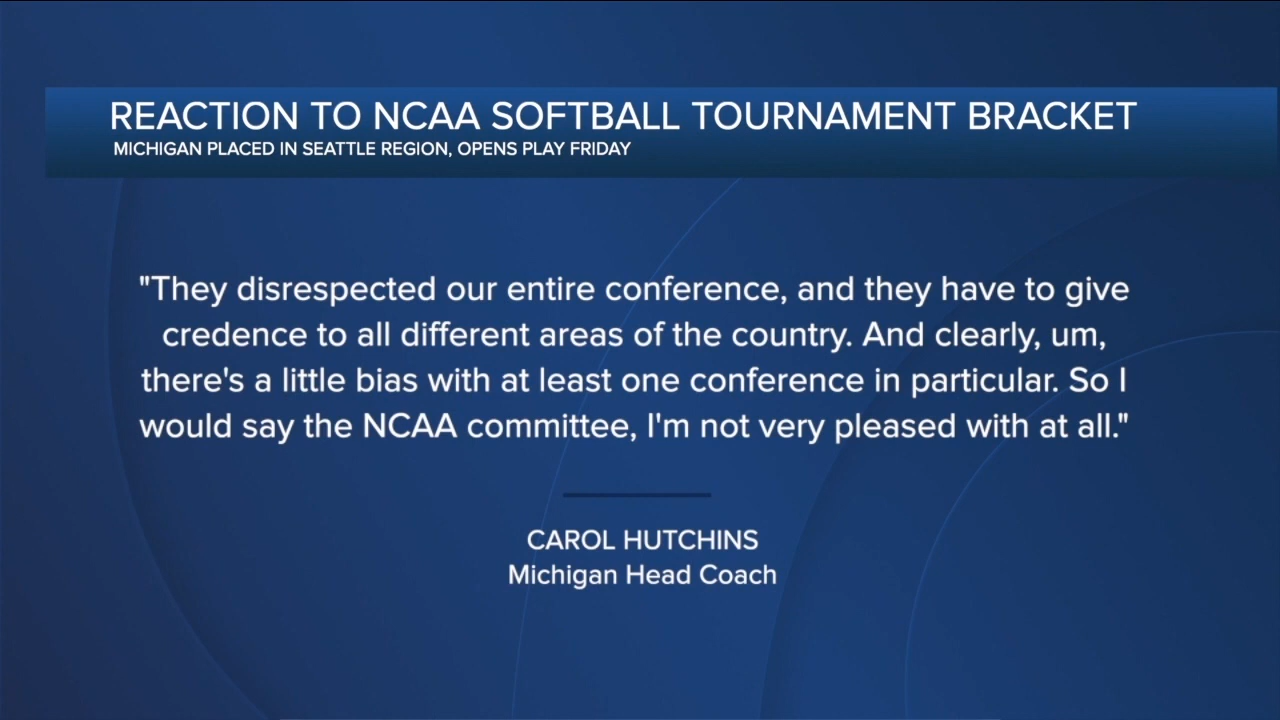 REACTION TO NCAA SOFTBALL TOURNAMENT BRACKET
MICHIGAN PLACED IN SEATTLE REGION, OPENS PLAY FRIDAY
"They disrespected our entire conference, and they have to give
credence to all different areas of the country. And clearly, um,
there's a little bias with at least one conference in particular. So I
would say the NCAA committee, I'm not very pleased with at all."
CAROL HUTCHINS
Michigan Head Coach